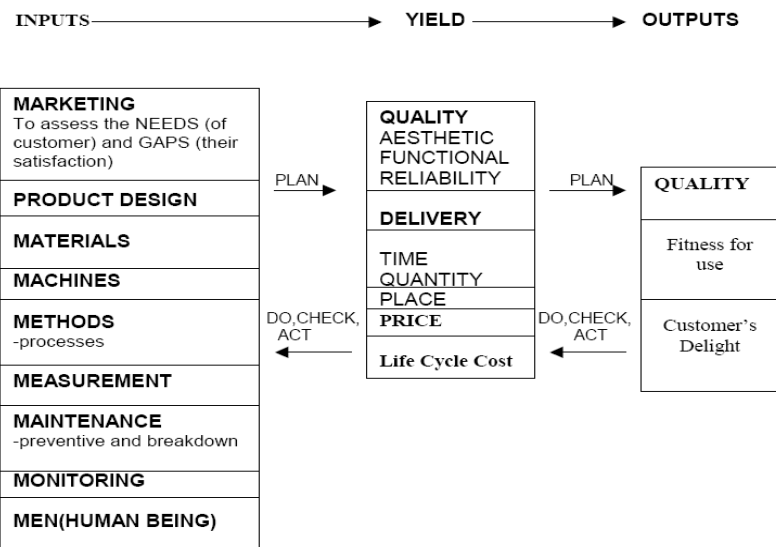 INPUTS
YIELD
OUTPUTS
MARKETING
To assess the NEEDS (of
customer) and GAPS (their
satisfaction)
PRODUCT DESIGN
MATERIALS
MACHINES
METHODS
-processes
MEASUREMENT
MAINTENANCE
-preventive and breakdown
MONITORING
MEN(HUMAN BEING)
PLAN
DO,CHECK,
ACT
QUALITY
AESTHETIC
FUNCTIONAL
RELIABILITY
DELIVERY
TIME
QUANTITY
PLACE
PRICE
Life Cycle Cost
PLAN
DO,CHECK,
ACT
QUALITY
Fitness for
use
Customer’s
Delight